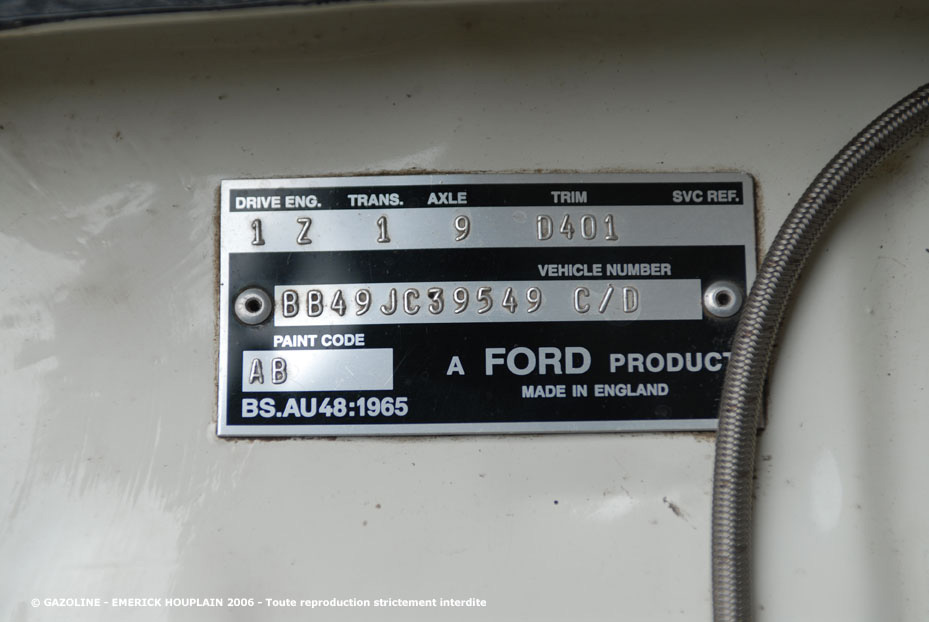 DRIVE ENG. TRANS. AXLE TRIM SVC REF.
1 Z 1 9 D401
VEHICLE NUMBER
BB49JC39549 C/D
PAINT CODE
AB
A FORD PRODUCT
MADE IN ENGLAND
BS.AU48:1965
© GAZOLINE - EMERICK HOUPLAIN 2006 - Toute reproduction strictement interdite